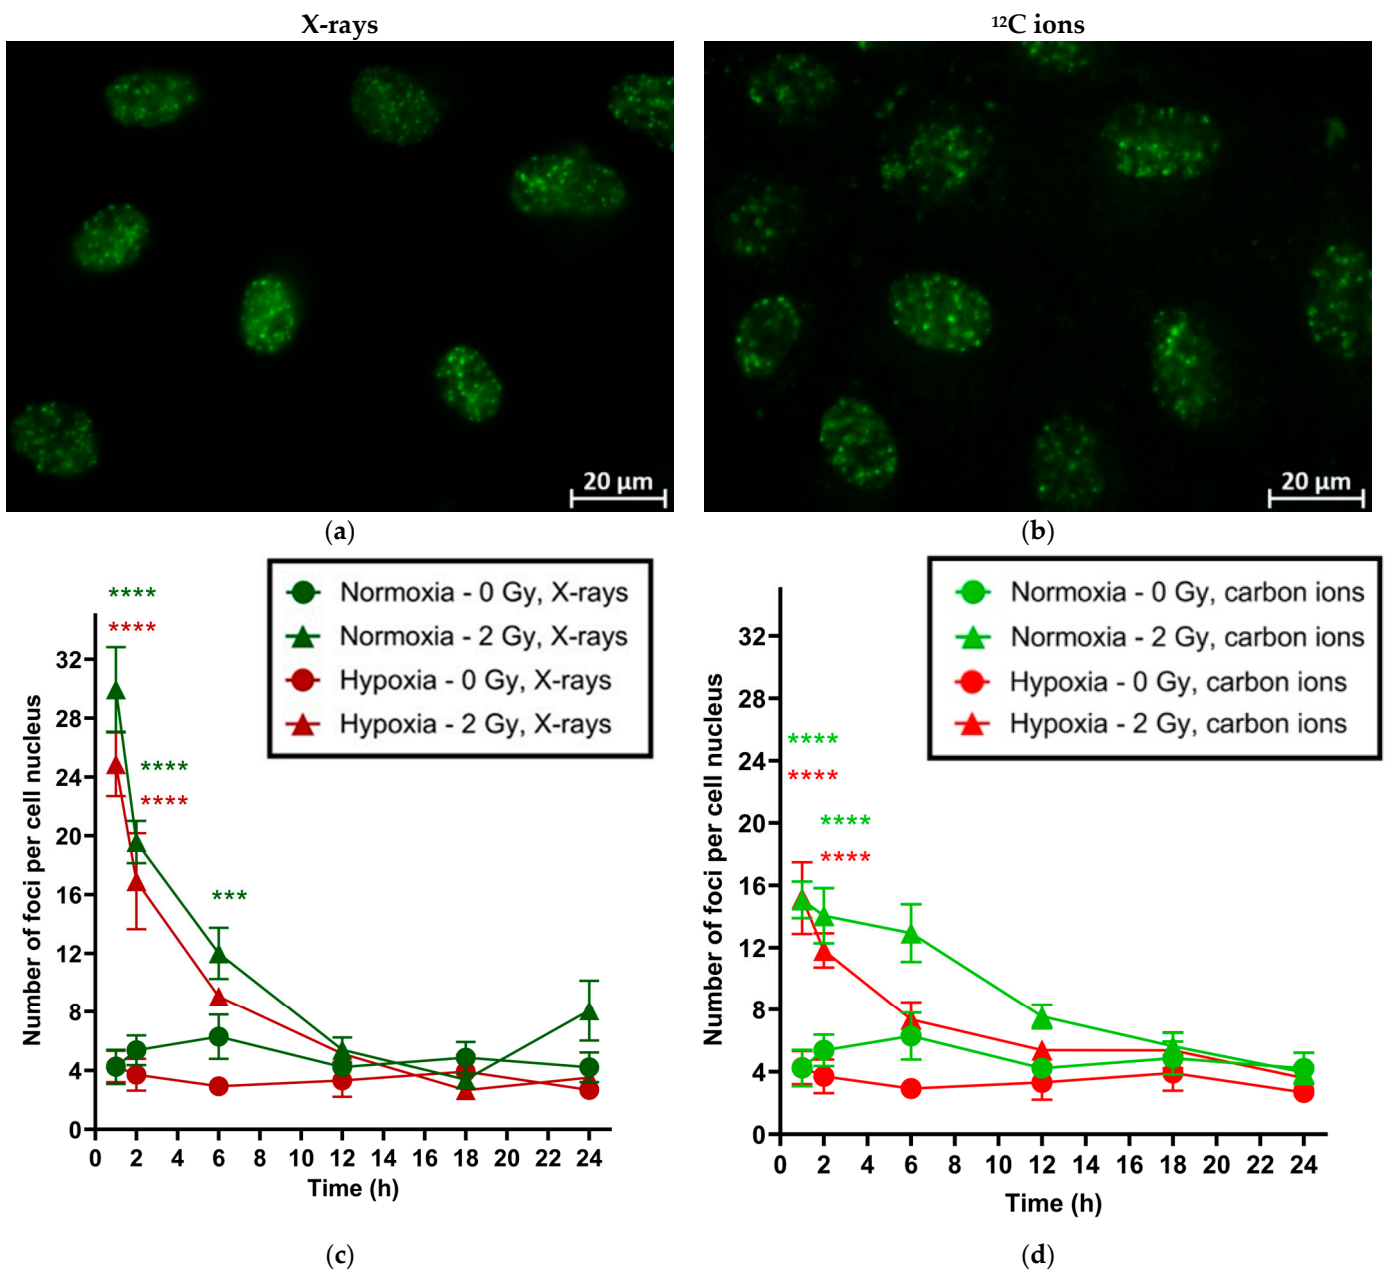 X-rays
¹²C ions
20 µm
20 µm
(a)
(b)
Normoxia - 0 Gy, X-rays
Normoxia - 2 Gy, X-rays
Hypoxia - 0 Gy, X-rays
Hypoxia - 2 Gy, X-rays
****
****
****
****
***
Number of foci per cell nucleus
32
28
24
20
16
12
8
4
0
0 2 4 6 8 10 12 14 16 18 20 22 24
Time (h)
(c)
Normoxia - 0 Gy, carbon ions
Normoxia - 2 Gy, carbon ions
Hypoxia - 0 Gy, carbon ions
Hypoxia - 2 Gy, carbon ions
****
****
****
****
Number of foci per cell nucleus
32
28
24
20
16
12
8
4
0
0 2 4 6 8 10 12 14 16 18 20 22 24
Time (h)
(d)